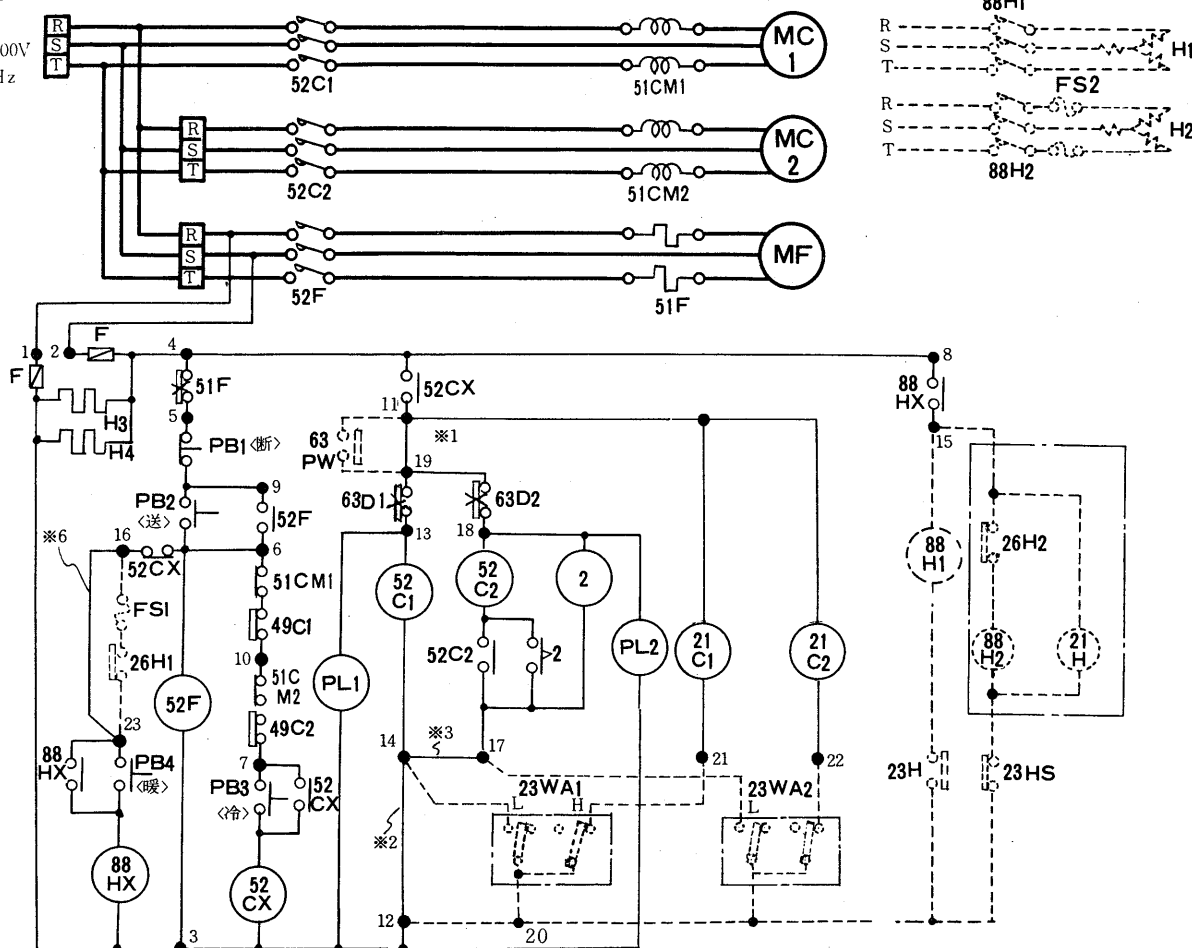 R
S
T
00V
Hz
52C1
51CM1
MC
1
88H1
R
S
T
H1
FS2
R
S
T
H2
88H2
R
S
T
52C2
51CM2
MC
2
R
S
T
52F
51F
MF
1
2
F
4
8
F
51F
52CX
88
HX
H3
H4
5
11
※1
15
PB1〈断〉
63
PW
19
9
63D1
63D2
PB2
〈送〉
52F
※6
16
6
13
18
52CX
51CM1
52
C1
52
C2
2
88
H1
26H2
FS1
49C1
26H1
10
51C
M2
52C2
2
PL2
21
C1
21
C2
88
H2
21
H
PL1
52F
49C2
23
14
※3
17
21
22
88
HX
PB4
〈暖〉
7
PB3
〈冷〉
52
CX
23WA1
L
H
23WA2
L
23H
23HS
※2
88
HX
52
CX
12
3
20